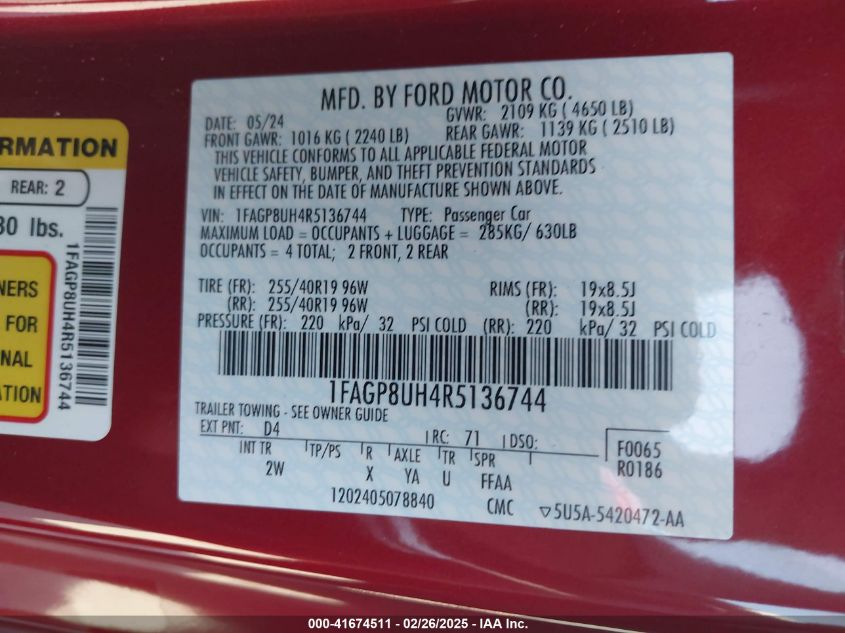 MFD. BY FORD MOTOR CO.
DATE: 05/24
GVWR: 2109 KG ( 4650 LB)
FRONT GAWR: 1016 KG ( 2240 LB)
REAR GAWR: 1139 KG ( 2510 LB)
THIS VEHICLE CONFORMS TO ALL APPLICABLE FEDERAL MOTOR
VEHICLE SAFETY, BUMPER, AND THEFT PREVENTION STANDARDS
IN EFFECT ON THE DATE OF MANUFACTURE SHOWN ABOVE.
VIN: 1FAGP8UH4R5136744 TYPE: Passenger Car
MAXIMUM LOAD = OCCUPANTS + LUGGAGE = 285KG/ 630LB
OCCUPANTS = 4 TOTAL; 2 FRONT, 2 REAR
TIRE (FR): 255/40R19 96W RIMS (FR): 19x8.5J
(RR): 255/40R19 96W (RR): 19x8.5J
PRESSURE (FR): 220 kPa/ 32 PSI COLD (RR): 220 kPa/ 32 PSI COLD
1FAGP8UH4R5136744
TRAILER TOWING - SEE OWNER GUIDE
EXT PNT: D4 RC: 71 DSO:
F0065
R0186
INT TR TP/PS R AXLE TR SPR
2W X YA U FFAA
1202405078840 CMC ▽5U5A-5420472-AA
RMATION
REAR: 2
30 lbs.
NERS
FOR
NAL
ATION
1FAGP8UH4R5136744
000-41674511 - 02/26/2025 - IAA Inc.